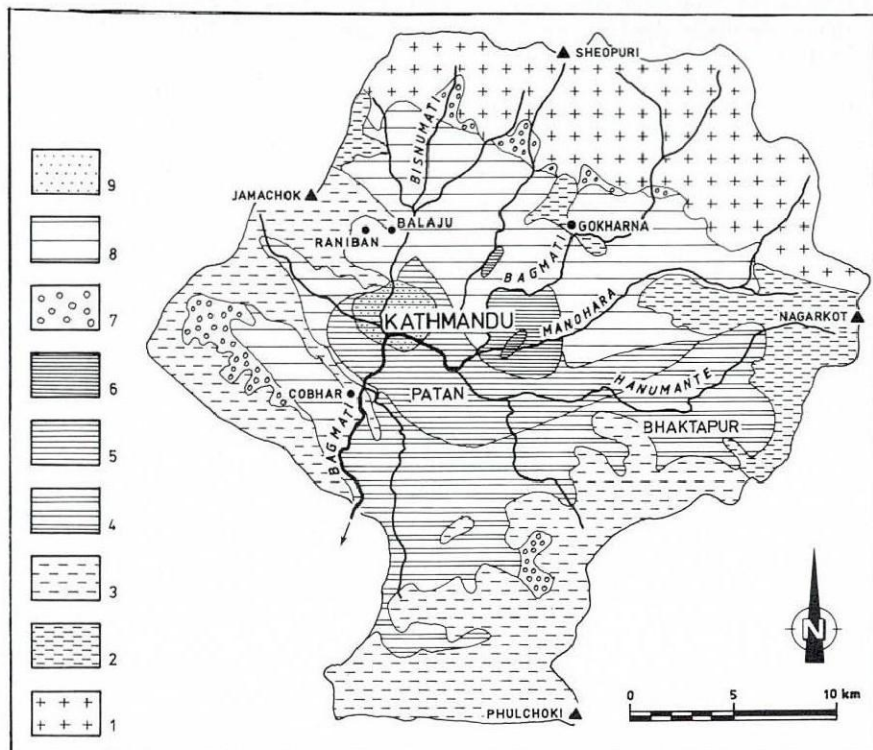 SHEOPURI
BISNUMATI
JAMACHOK
BALAJU
RANIBAN
GOKHARNA
BAGMATI
KATHMANDU
MANOHARA
NAGARKOT
HANUMANTE
COBHAR
PATAN
BHAKTAPUR
BAGMATI
PHULCHOKI
9
8
7
6
5
4
3
2
1
N
0 5 10 km